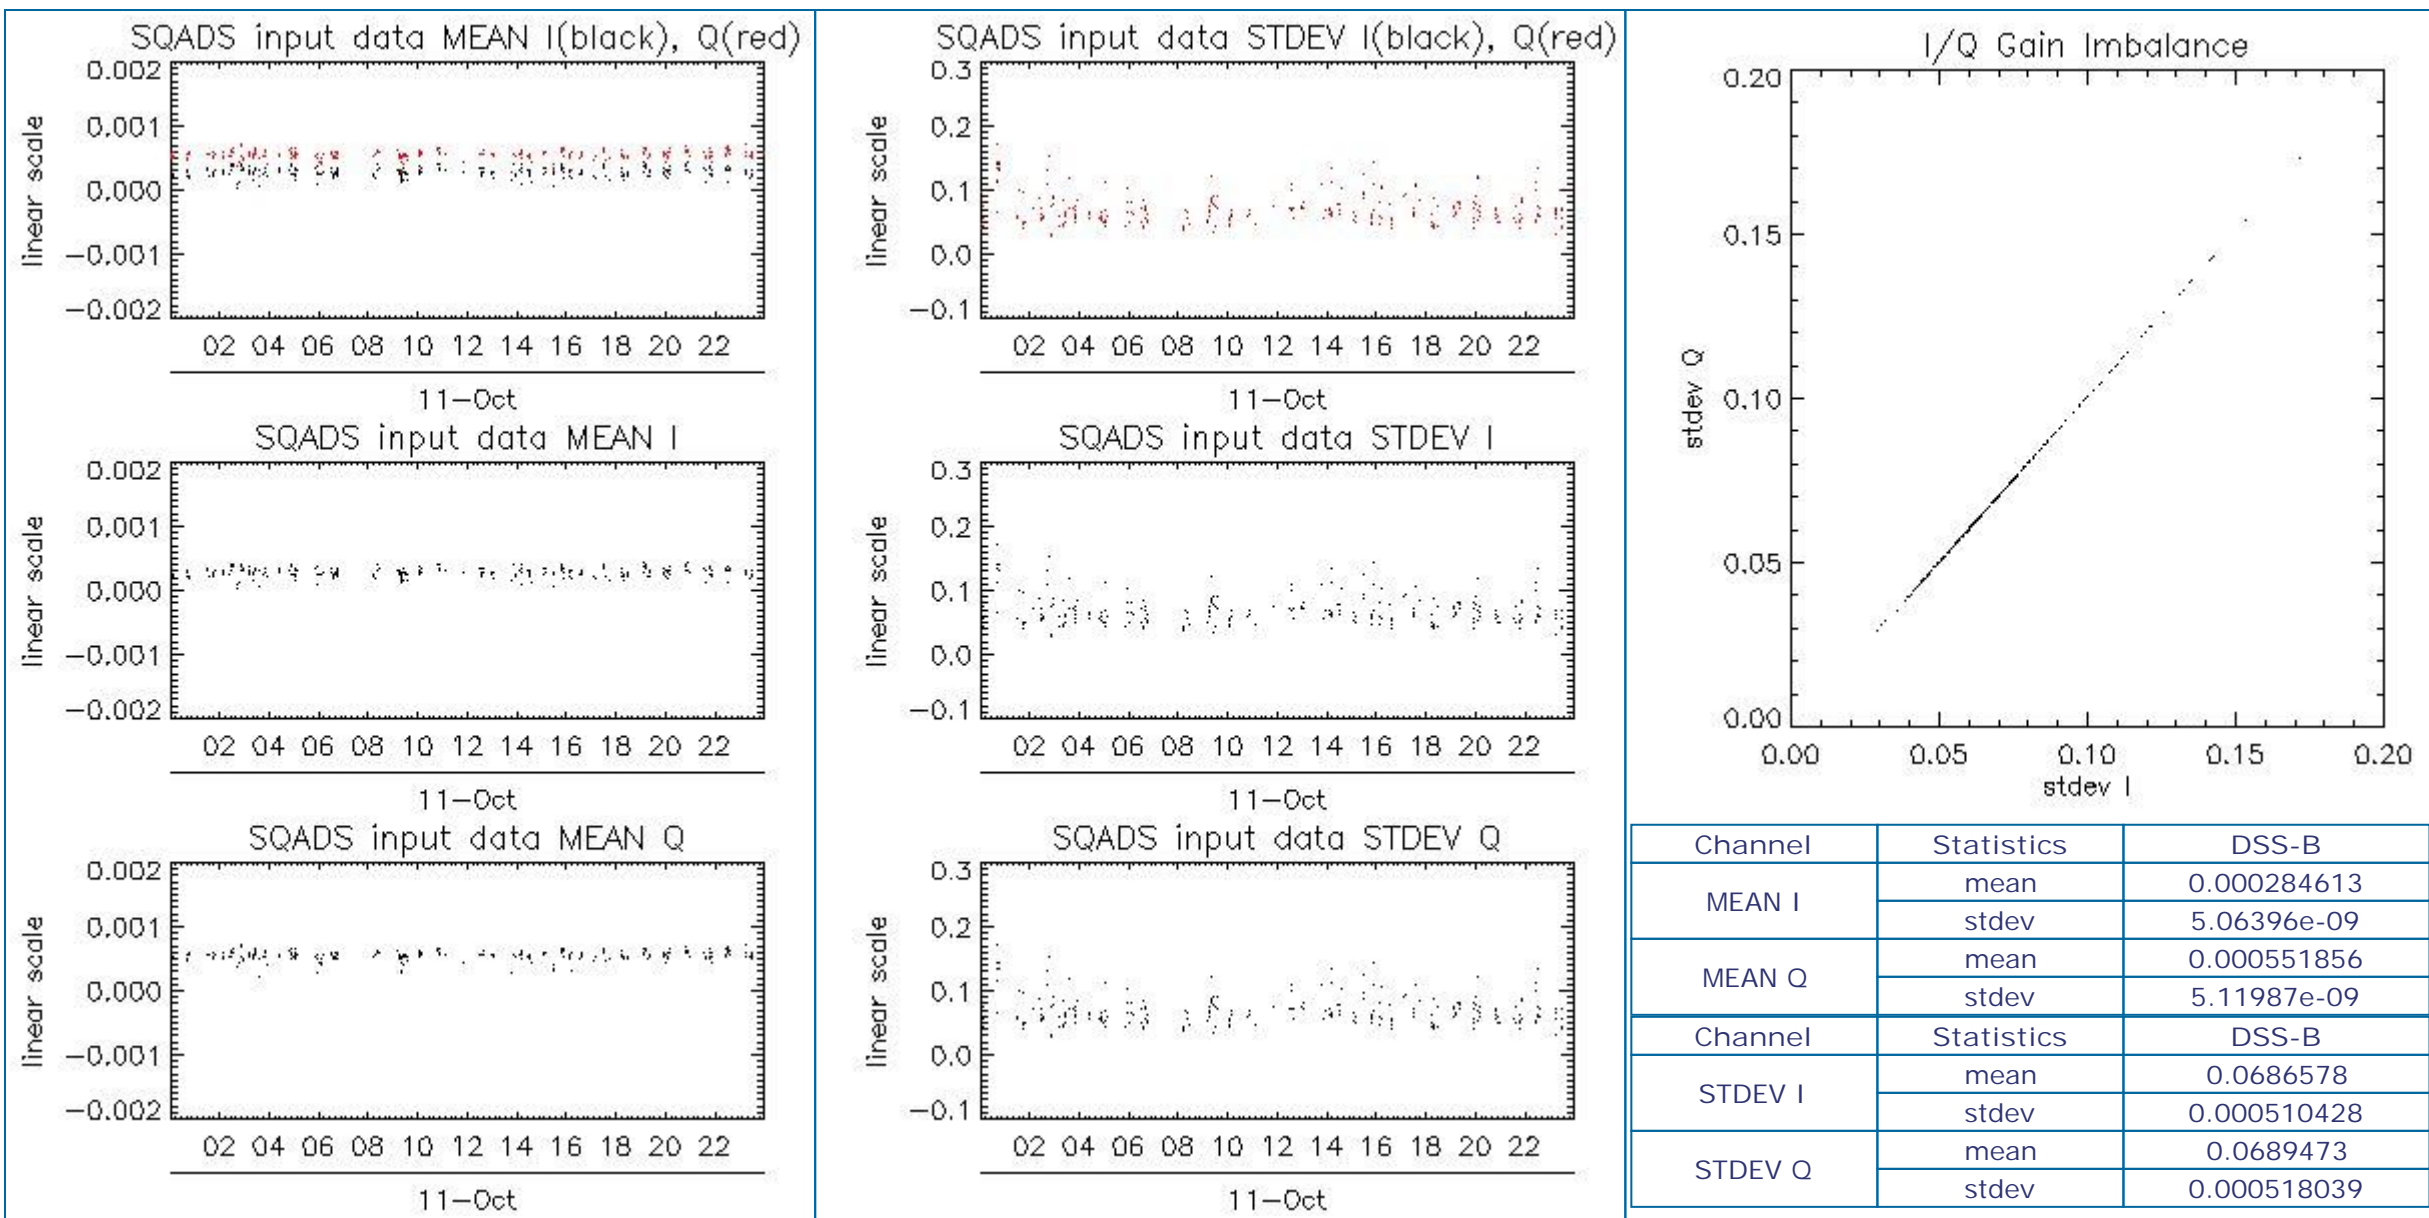 SQADS input data MEAN I(black), Q(red)
0.002
0.001
0.000
−0.001
−0.002
linear scale
02 04 06 08 10 12 14 16 18 20 22
11−Oct
SQADS input data MEAN I
0.002
0.001
0.000
−0.001
−0.002
linear scale
02 04 06 08 10 12 14 16 18 20 22
11−Oct
SQADS input data MEAN Q
0.002
0.001
0.000
−0.001
−0.002
linear scale
02 04 06 08 10 12 14 16 18 20 22
11−Oct
SQADS input data STDEV I(black), Q(red)
0.3
0.2
0.1
0.0
−0.1
linear scale
02 04 06 08 10 12 14 16 18 20 22
11−Oct
SQADS input data STDEV I
0.3
0.2
0.1
0.0
−0.1
linear scale
02 04 06 08 10 12 14 16 18 20 22
11−Oct
SQADS input data STDEV Q
0.3
0.2
0.1
0.0
−0.1
linear scale
02 04 06 08 10 12 14 16 18 20 22
11−Oct
I/Q Gain Imbalance
0.20
0.15
0.10
0.05
0.00
stdev Q
0.00 0.05 0.10 0.15 0.20
stdev I
Channel Statistics DSS-B
MEAN I mean 0.000284613
stdev 5.06396e-09
MEAN Q mean 0.000551856
stdev 5.11987e-09
Channel Statistics DSS-B
STDEV I mean 0.0686578
stdev 0.000510428
STDEV Q mean 0.0689473
stdev 0.000518039